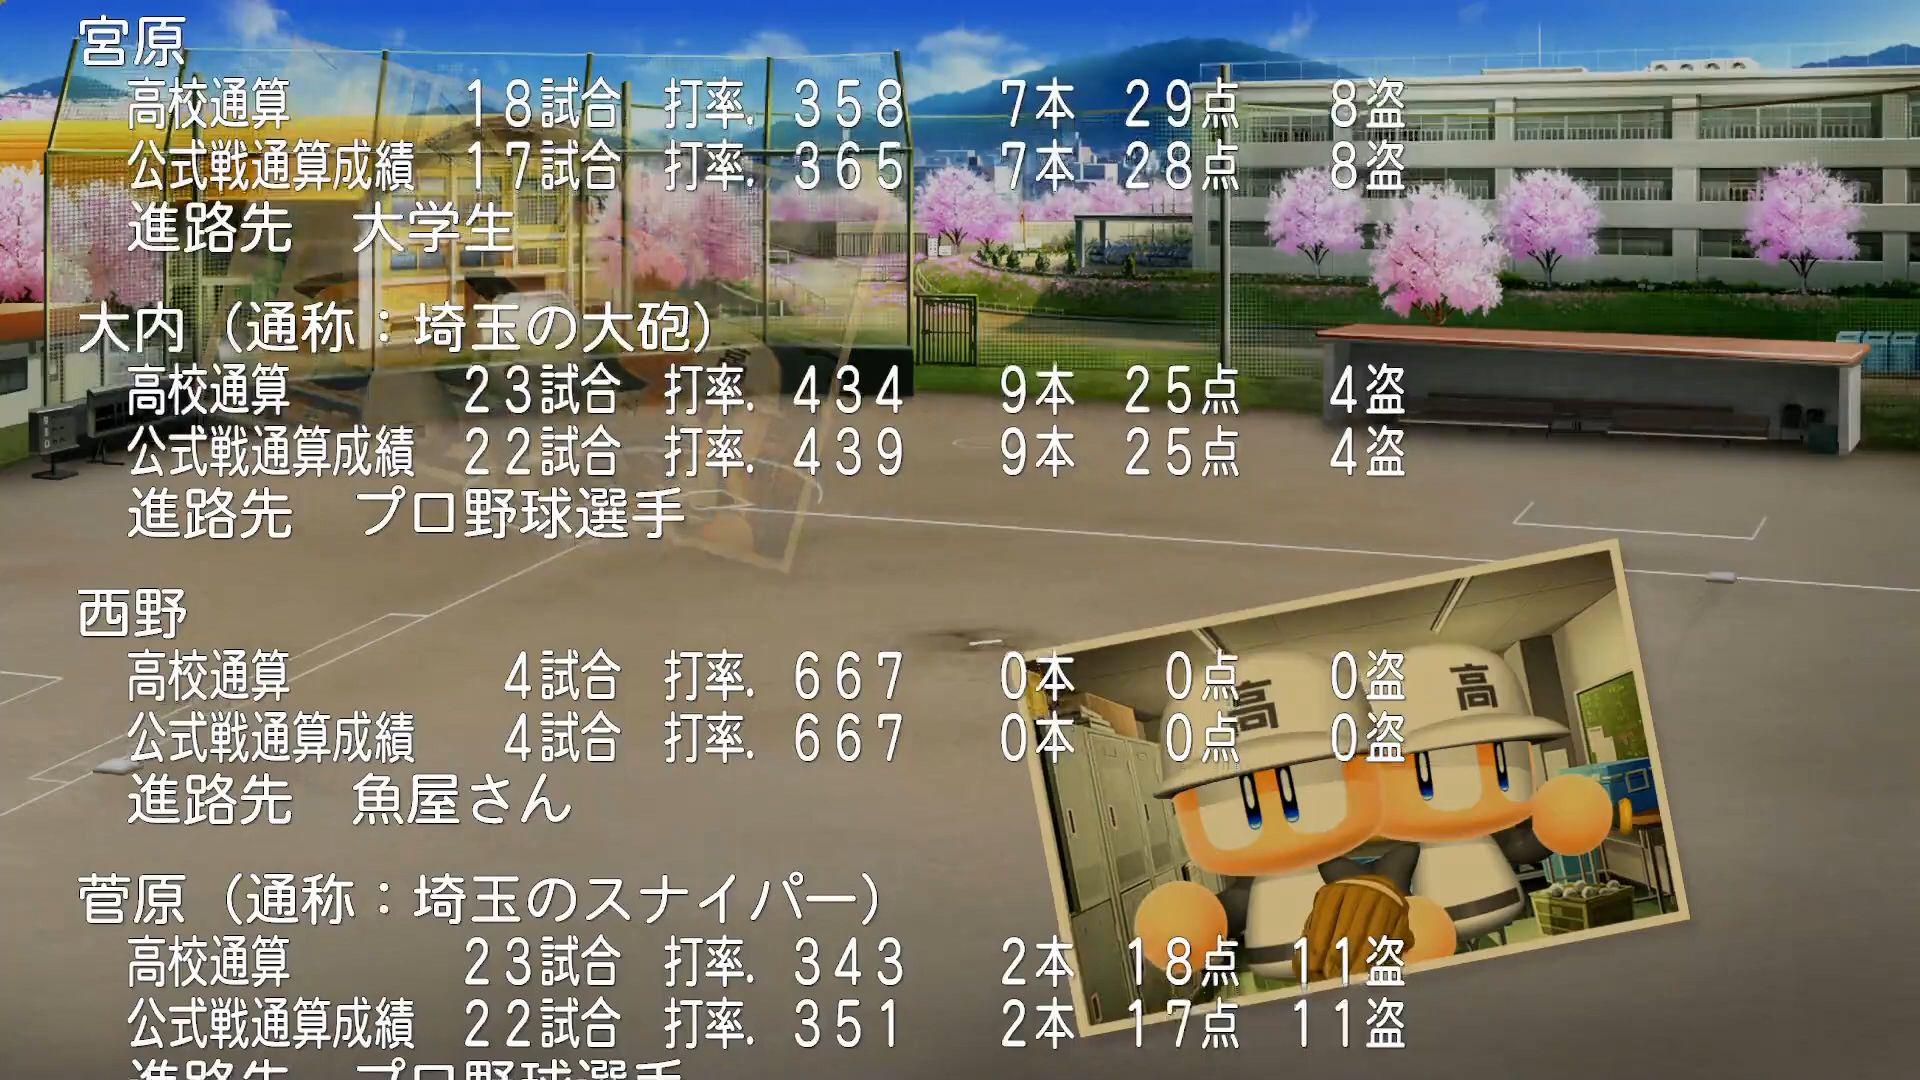 宮原
高校通算 18試合 打率.358 7本 29点 8盗
公式戦通算成績 17試合 打率.365 7本 28点 8盗
進路先 大学生
大内（通称：埼玉の大砲）
高校通算 23試合 打率.434 9本 25点 4盗
公式戦通算成績 22試合 打率.439 9本 25点 4盗
進路先 プロ野球選手
西野
高校通算 4試合 打率.667 0本 0点 0盗
公式戦通算成績 4試合 打率.667 0本 0点 0盗
進路先 魚屋さん
高 高
菅原（通称：埼玉のスナイパー）
高校通算 23試合 打率.343 2本 18点 11盗
公式戦通算成績 22試合 打率.351 2本 17点 11盗
進路先 プロ野球選手